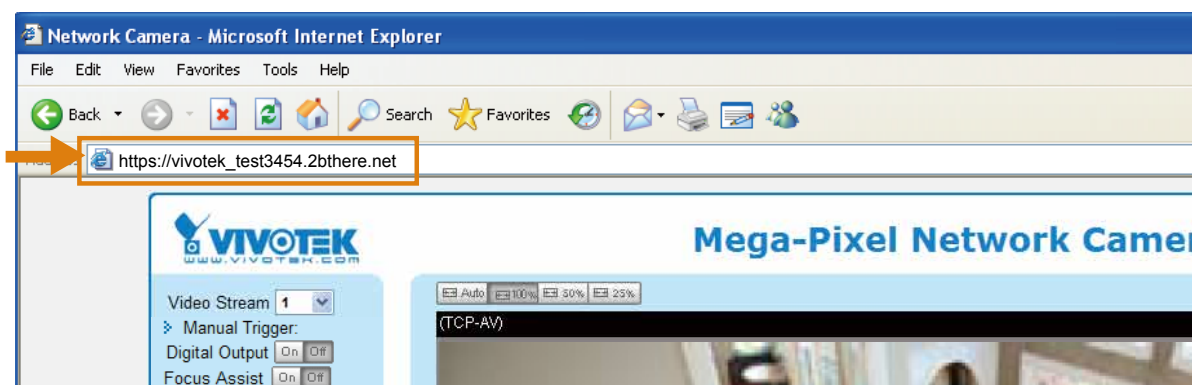 Network Camera - Microsoft Internet Explorer
File Edit View Favorites Tools Help
Back Search Favorites
https://vivotek_test3454.2bthere.net
VIVOTEK
www.vivotek.com
Mega-Pixel Network Camer
Auto 100% 50% 25%
Video Stream 1
(TCP-AV)
Manual Trigger:
Digital Output On Off
Focus Assist On Off